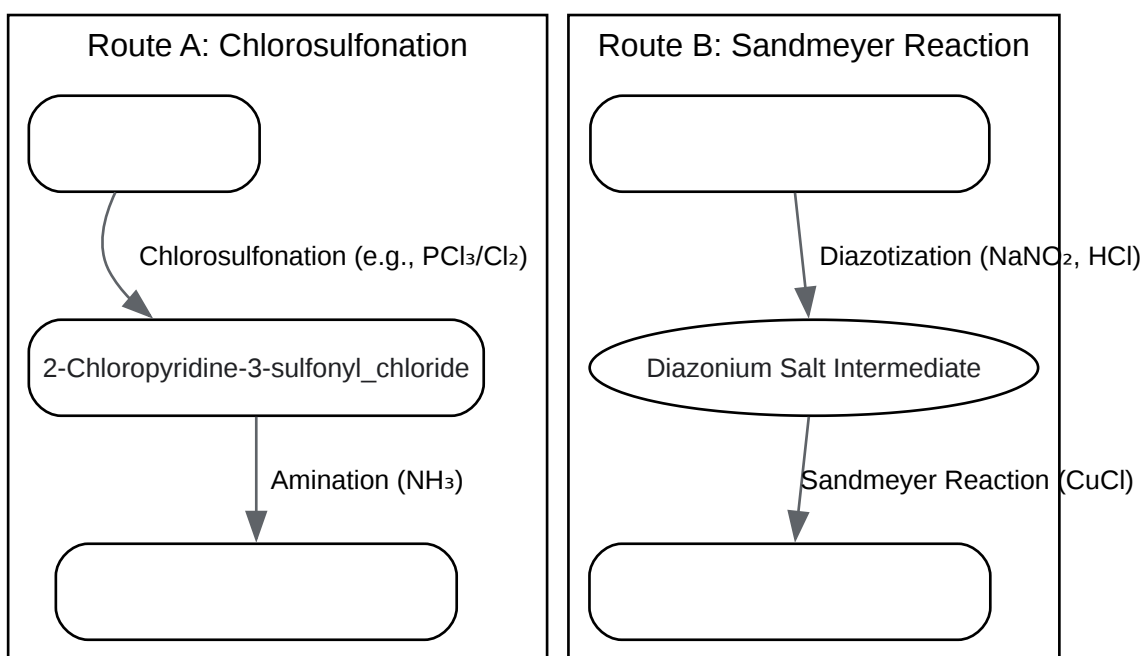 Route A: Chlorosulfonation
Chlorosulfonation (e.g., PCl₃/Cl₂)
2-Chloropyridine-3-sulfonyl_chloride
Amination (NH₃)
Route B: Sandmeyer Reaction
Diazotization (NaNO₂, HCl)
Diazonium Salt Intermediate
Sandmeyer Reaction (CuCl)